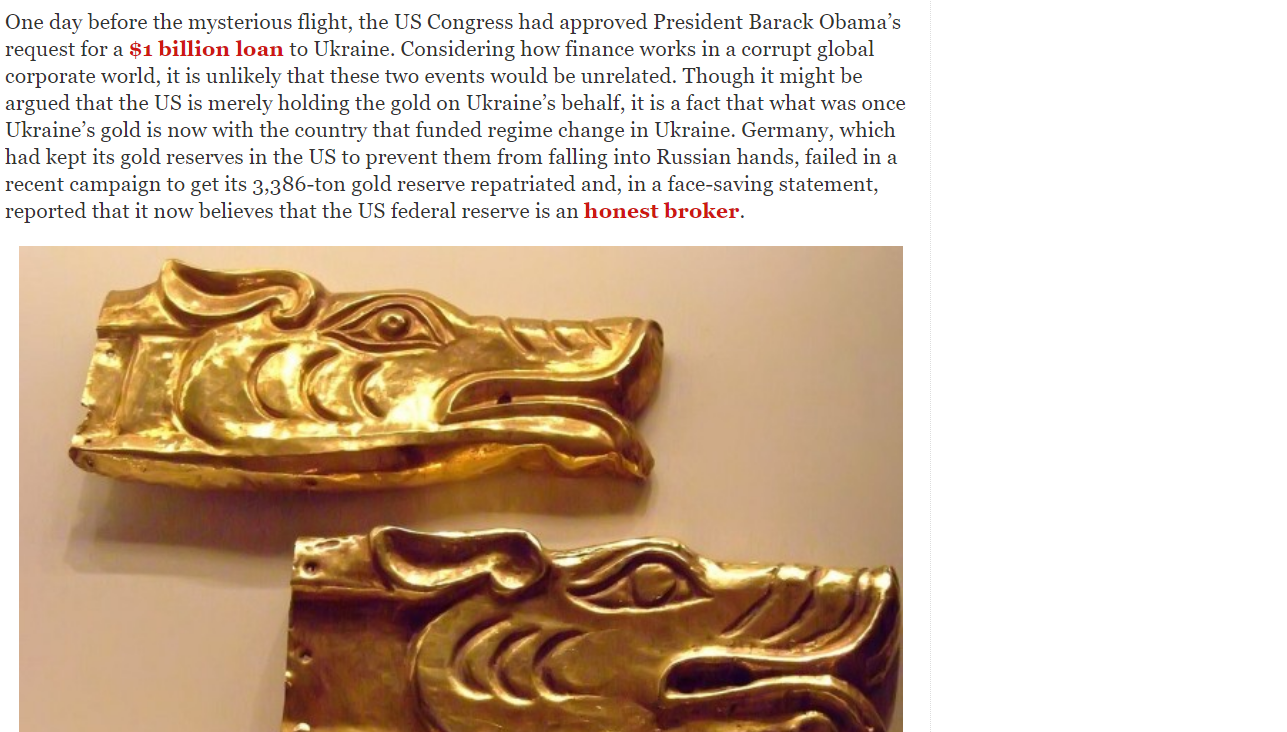 One day before the mysterious flight, the US Congress had approved President Barack Obama’s
request for a $1 billion loan to Ukraine. Considering how finance works in a corrupt global
corporate world, it is unlikely that these two events would be unrelated. Though it might be
argued that the US is merely holding the gold on Ukraine’s behalf, it is a fact that what was once
Ukraine’s gold is now with the country that funded regime change in Ukraine. Germany, which
had kept its gold reserves in the US to prevent them from falling into Russian hands, failed in a
recent campaign to get its 3,386-ton gold reserve repatriated and, in a face-saving statement,
reported that it now believes that the US federal reserve is an honest broker.